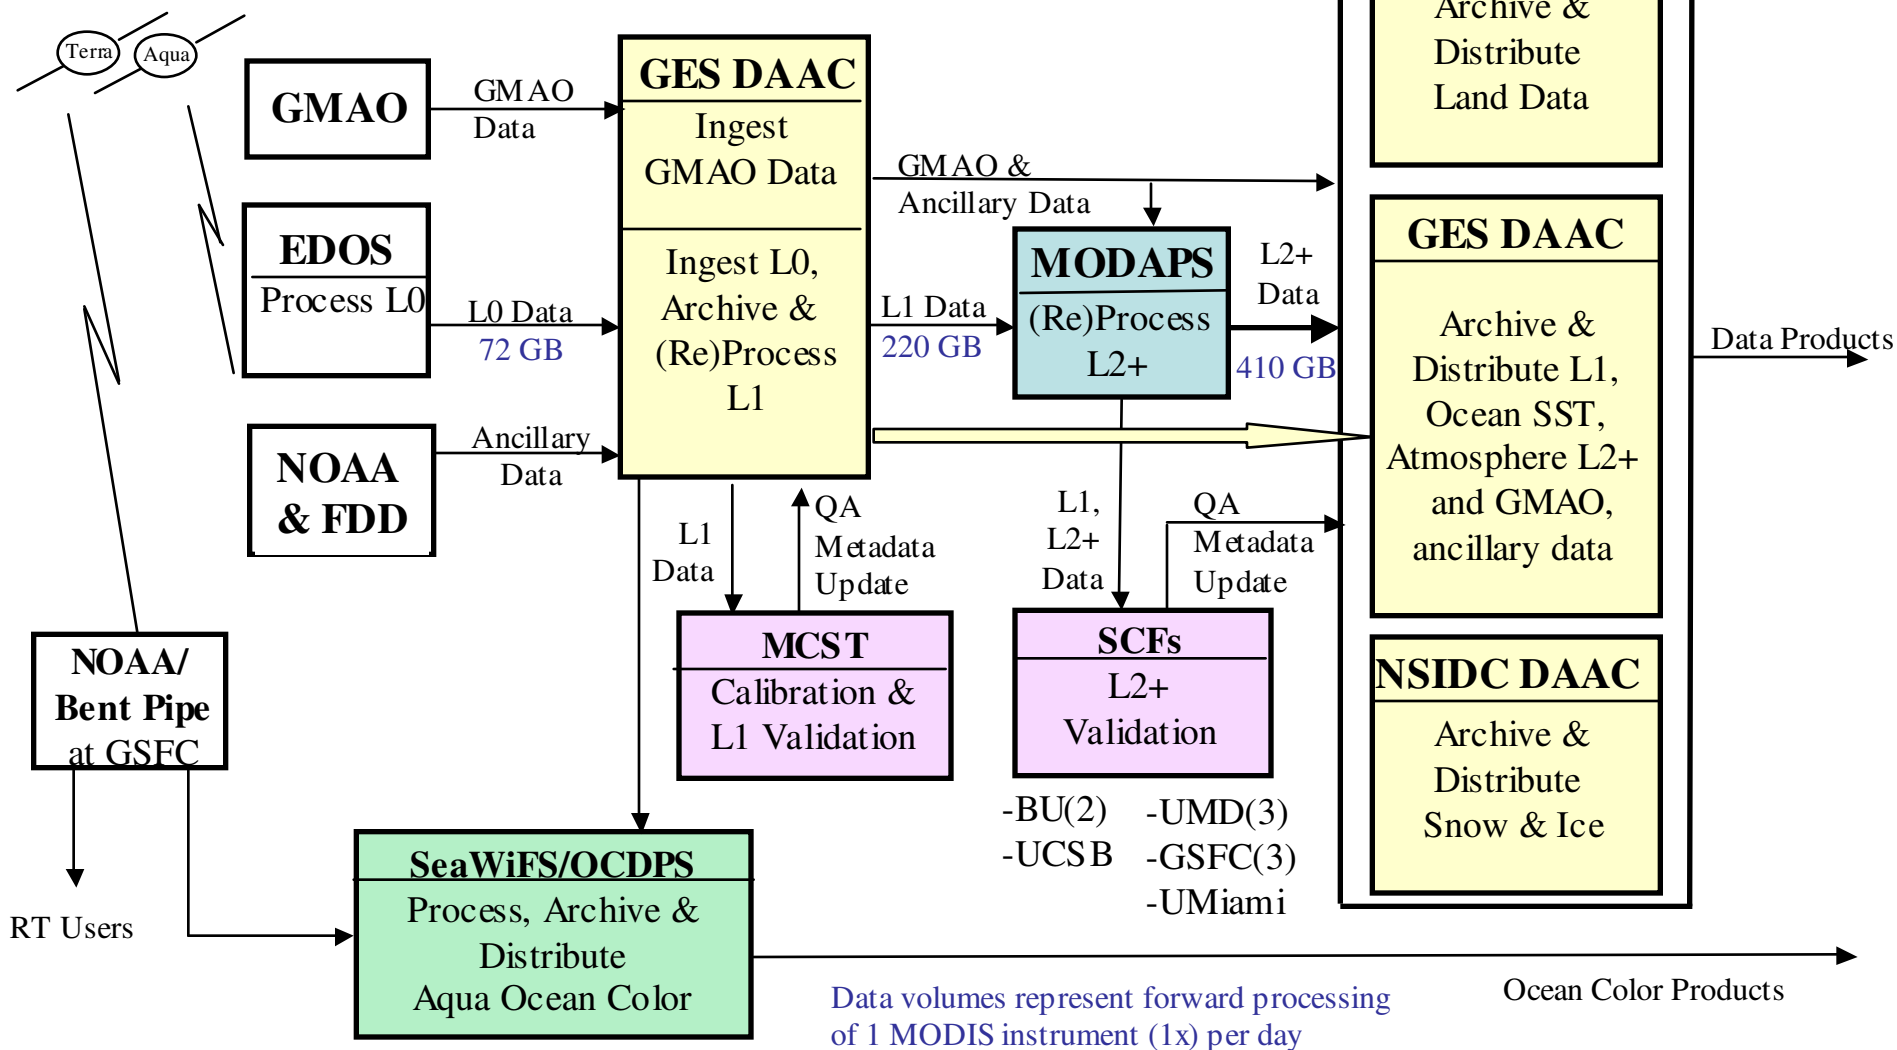 Terra
Aqua
GMAO
GMAO
Data
GES DAAC
Ingest
GMAO Data
Ingest L0,
Archive &
(Re)Process
L1
EDOS
Process L0
L0 Data
72 GB
NOAA
& FDD
Ancillary
Data
GMAO &
Ancillary Data
L1 Data
220 GB
MODAPS
(Re)Process
L2+
L2+
Data
410 GB
Archive &
Distribute
Land Data
GES DAAC
Archive &
Distribute L1,
Ocean SST,
Atmosphere L2+
and GMAO,
ancillary data
Data Products
L1
Data
QA
Metadata
Update
L1,
L2+
Data
QA
Metadata
Update
NOAA/
Bent Pipe
at GSFC
MCST
Calibration &
L1 Validation
SCFs
L2+
Validation
-BU(2)
-UCSB
-UMD(3)
-GSFC(3)
-UMiami
NSIDC DAAC
Archive &
Distribute
Snow & Ice
RT Users
SeaWiFS/OCDPS
Process, Archive &
Distribute
Aqua Ocean Color
Ocean Color Products
Data volumes represent forward processing
of 1 MODIS instrument (1x) per day